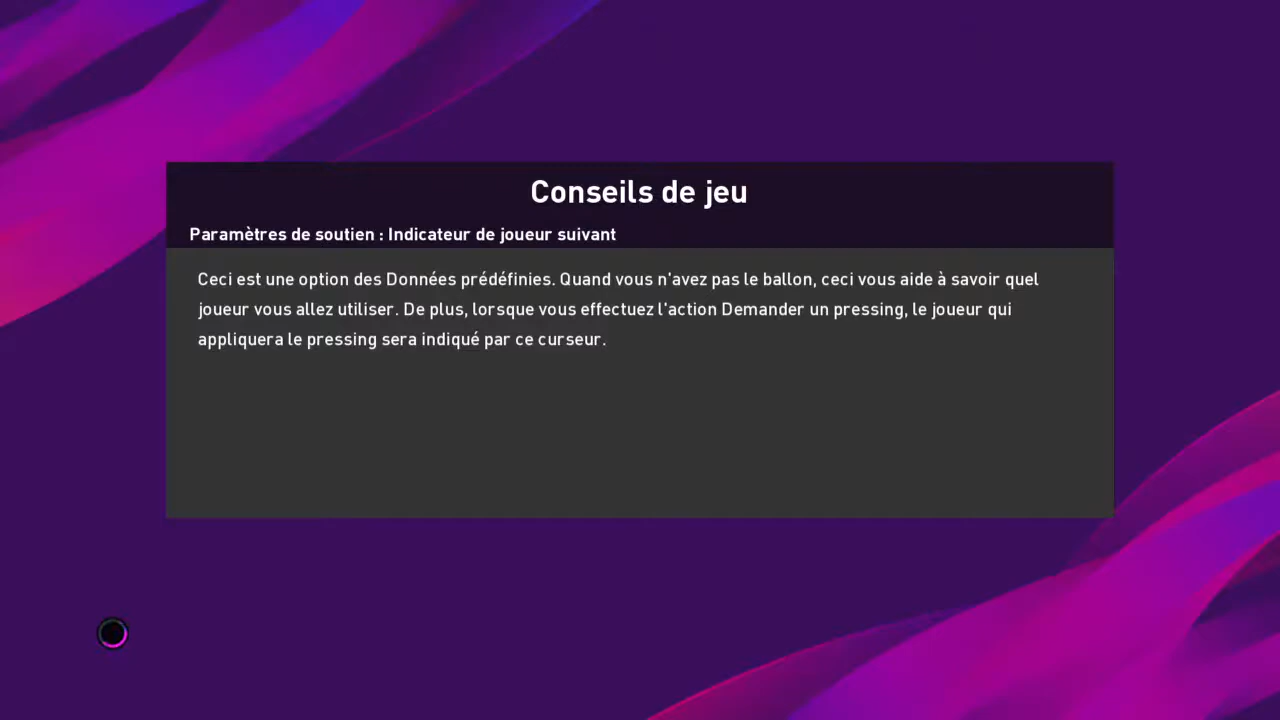 Conseils de jeu
Paramètres de soutien : Indicateur de joueur suivant
Ceci est une option des Données prédéfinies. Quand vous n'avez pas le ballon, ceci vous aide à savoir quel
joueur vous allez utiliser. De plus, lorsque vous effectuez l'action Demander un pressing, le joueur qui
appliquera le pressing sera indiqué par ce curseur.